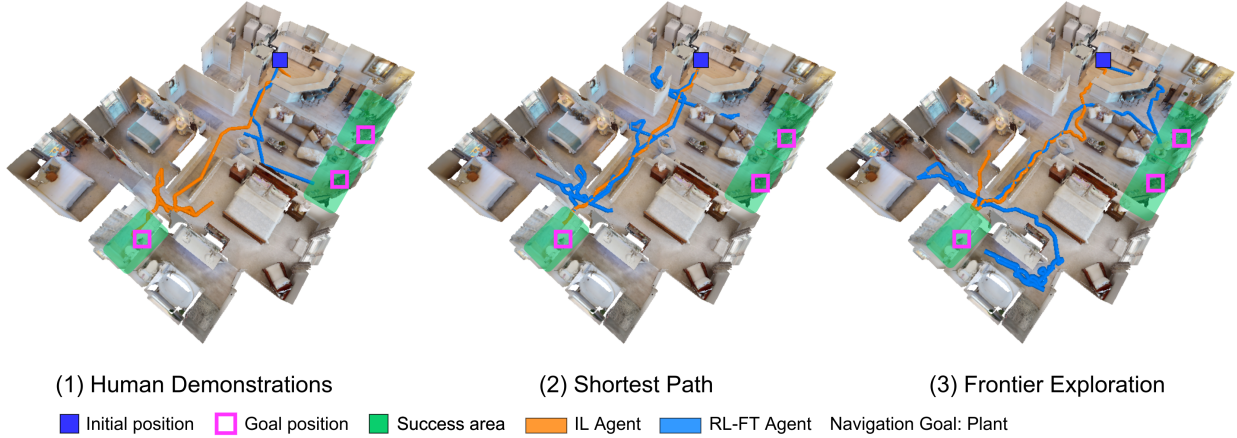 (1) Human Demonstrations
(2) Shortest Path
(3) Frontier Exploration
Initial position Goal position Success area IL Agent RL-FT Agent Navigation Goal: Plant